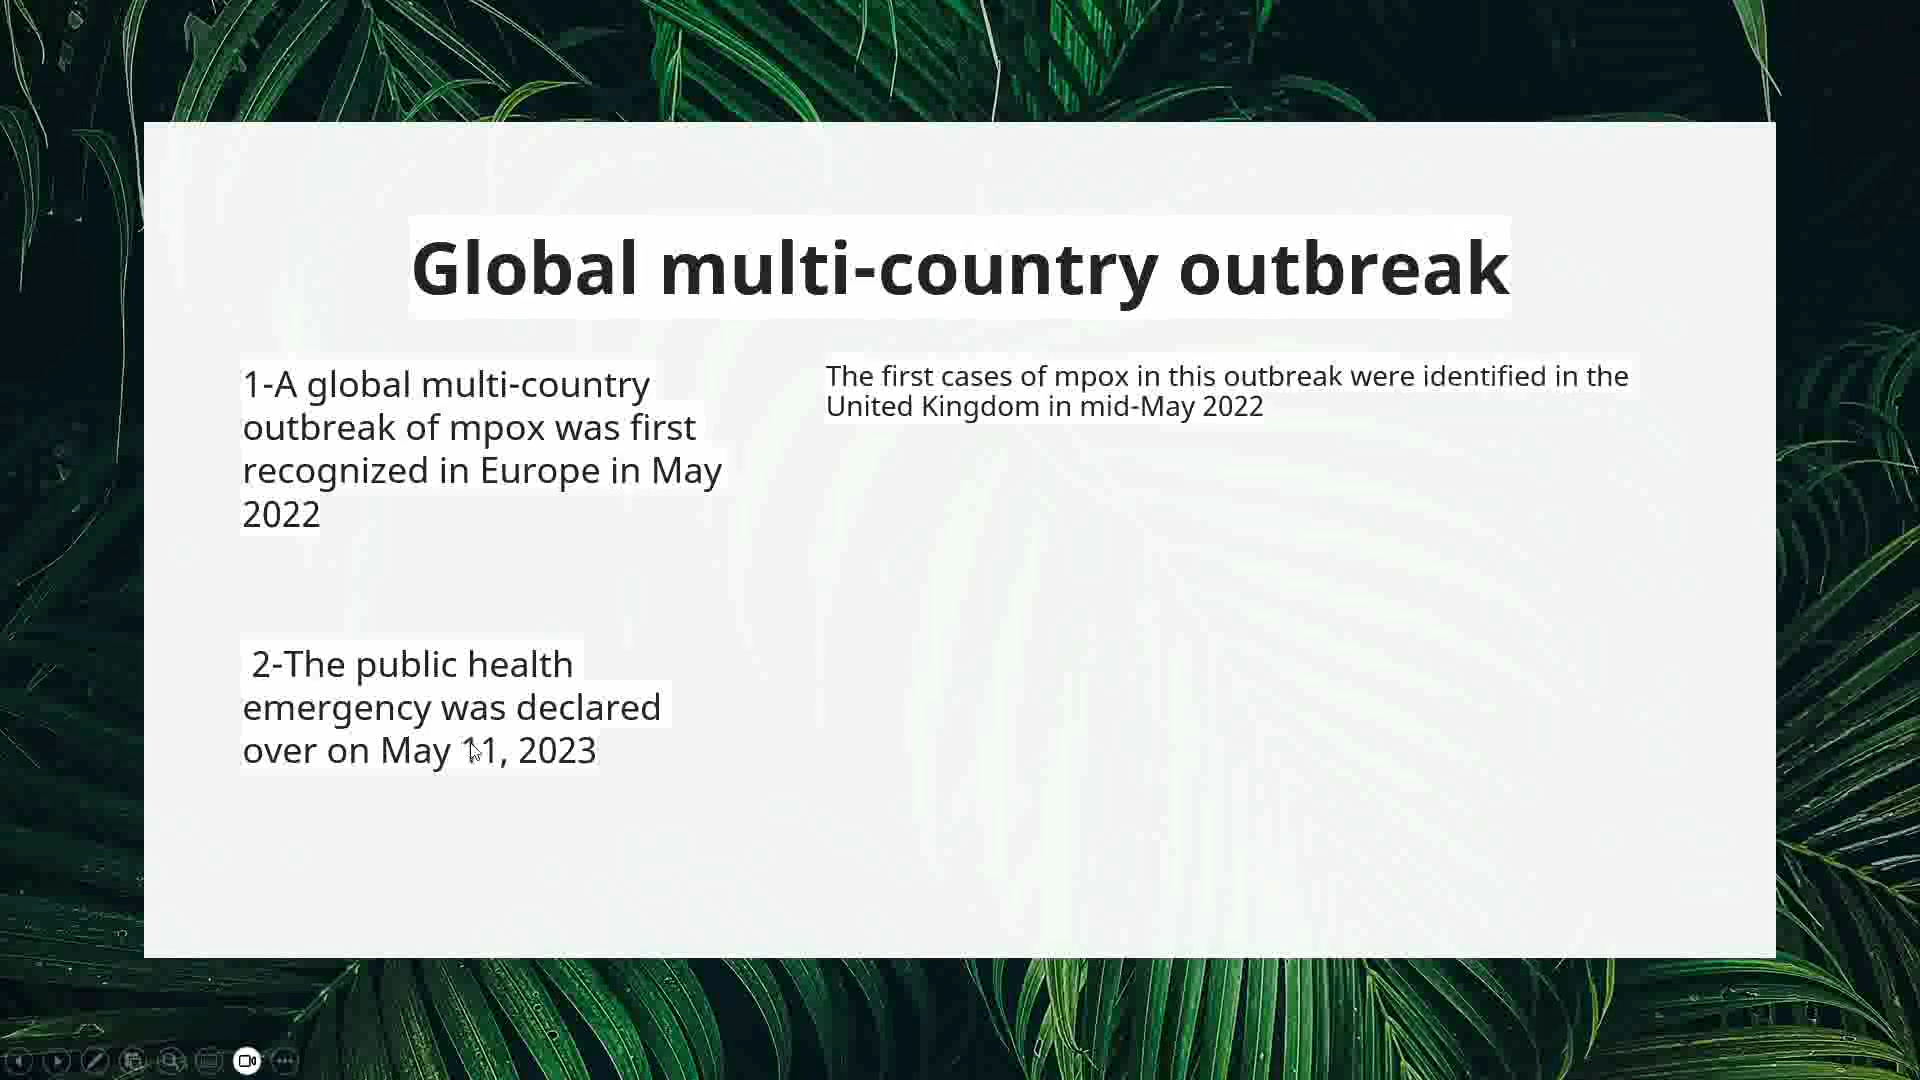 Global multi-country outbreak
1-A global multi-country
outbreak of mpox was first
recognized in Europe in May
2022
2-The public health
emergency was declared
over on May 11, 2023
The first cases of mpox in this outbreak were identified in the
United Kingdom in mid-May 2022